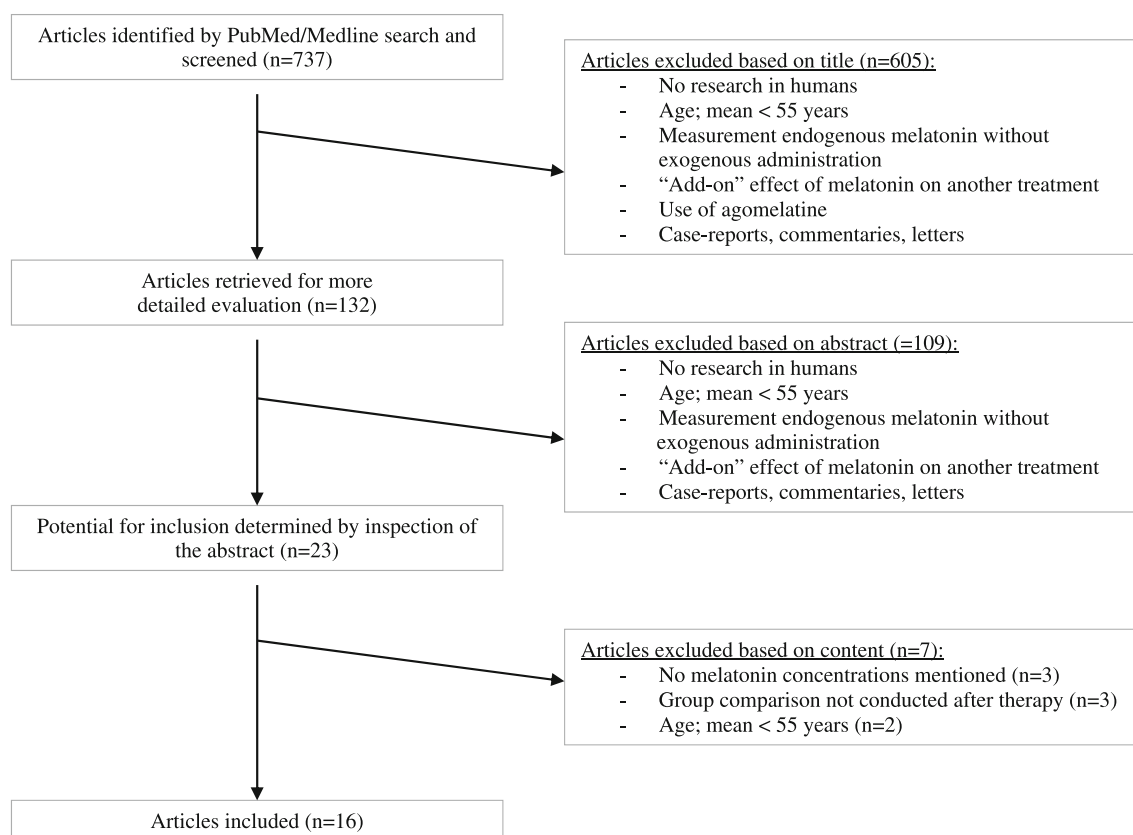 Articles identified by PubMed/Medline search and
screened (n=737)
Articles excluded based on title (n=605):
- No research in humans
- Age; mean < 55 years
- Measurement endogenous melatonin without
exogenous administration
- “Add-on” effect of melatonin on another treatment
- Use of agomelatine
- Case-reports, commentaries, letters
Articles retrieved for more
detailed evaluation (n=132)
Articles excluded based on abstract (=109):
- No research in humans
- Age; mean < 55 years
- Measurement endogenous melatonin without
exogenous administration
- “Add-on” effect of melatonin on another treatment
- Case-reports, commentaries, letters
Potential for inclusion determined by inspection of
the abstract (n=23)
Articles excluded based on content (n=7):
- No melatonin concentrations mentioned (n=3)
- Group comparison not conducted after therapy (n=3)
- Age; mean < 55 years (n=2)
Articles included (n=16)